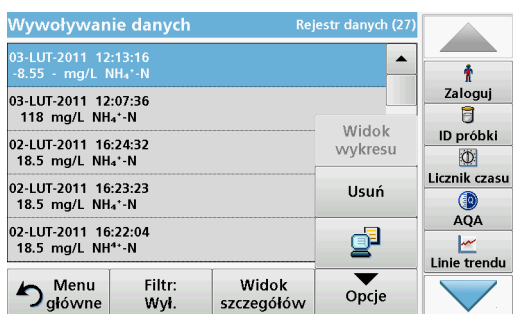 Wywoływanie danych Rejestr danych (27)
03-LUT-2011 12:13:16
-8.55 - mg/L NH₄⁺-N
03-LUT-2011 12:07:36
118 mg/L NH₄⁺-N
02-LUT-2011 16:24:32
18.5 mg/L NH₄⁺-N
02-LUT-2011 16:23:23
18.5 mg/L NH₄⁺-N
02-LUT-2011 16:22:04
18.5 mg/L NH⁴⁺-N
Widok
wykresu
Usuń
Menu
główne
Filtr:
Wył.
Widok
szczegółów
Opcje
Zaloguj
ID próbki
Licznik czasu
AQA
Linie trendu